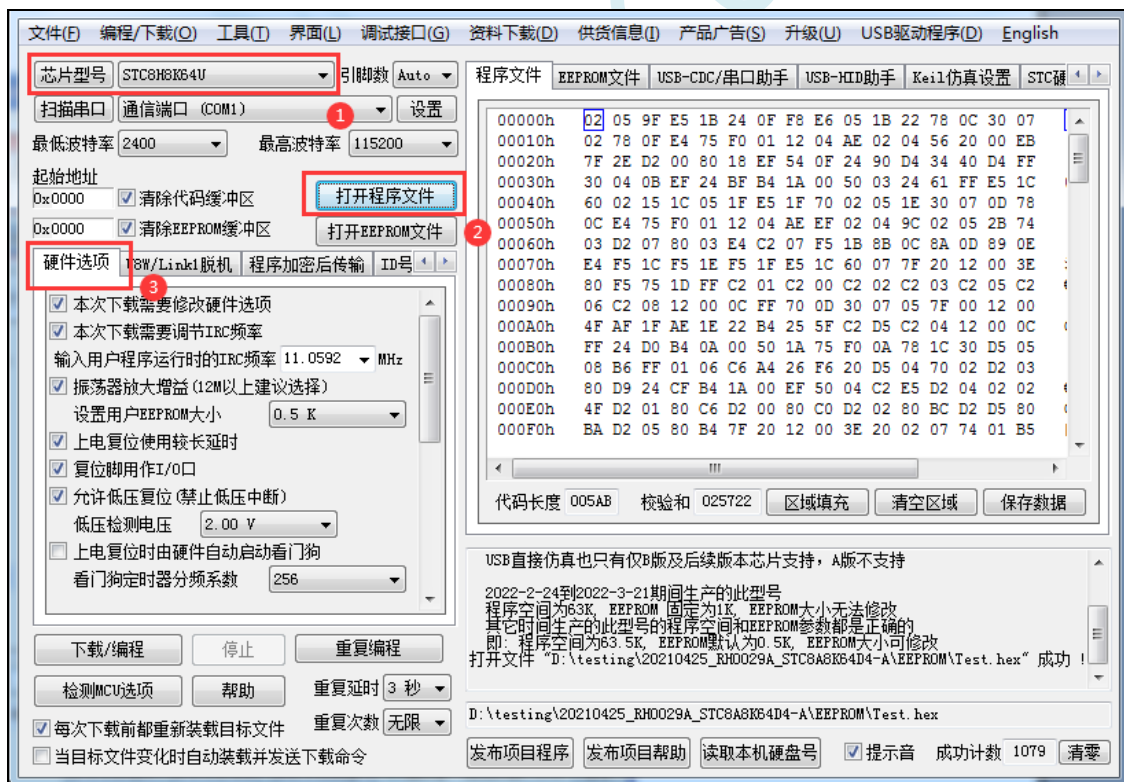 文件(F) 编程/下载(O) 工具(T) 界面(L) 调试接口(G) 资料下载(D) 供货信息(I) 产品广告(S) 升级(U) USB驱动程序(D) English
芯片型号 STC8H8K64U 引脚数 Auto
扫描串口 通信端口 (COM1) 设置
1
最低波特率 2400 最高波特率 115200
起始地址
0x0000 清除代码缓冲区 打开程序文件
2
0x0000 清除EEPROM缓冲区 打开EEPROM文件
硬件选项 U8W/Link1脱机 程序加密后传输 ID号
3
本次下载需要修改硬件选项
本次下载需要调节IRC频率
输入用户程序运行时的IRC频率 11.0592 MHz
振荡器放大增益(12M以上建议选择)
设置用户EEPROM大小 0.5 K
上电复位使用较长延时
复位脚用作I/O口
允许低压复位(禁止低压中断)
低压检测电压 2.00 V
上电复位时由硬件自动启动看门狗
看门狗定时器分频系数 256
下载/编程 停止 重复编程
检测MCU选项 帮助 重复延时 3 秒
每次下载前都重新装载目标文件 重复次数 无限
当目标文件变化时自动装载并发送下载命令
程序文件 EEPROM文件 USB-CDC/串口助手 USB-HID助手 Keil仿真设置 STC硬
00000h 02 05 9F E5 1B 24 0F F8 E6 05 1B 22 78 0C 30 07
00010h 02 78 0F E4 75 F0 01 12 04 AE 02 04 56 20 00 EB
00020h 7F 2E D2 00 80 18 EF 54 0F 24 90 D4 34 40 D4 FF
00030h 30 04 0B EF 24 BF B4 1A 00 50 03 24 61 FF E5 1C
00040h 60 02 15 1C 05 1F E5 1F 70 02 05 1E 30 07 0D 78
00050h 0C E4 75 F0 01 12 04 AE EF 02 04 9C 02 05 2B 74
00060h 03 D2 07 80 03 E4 C2 07 F5 1B 8B 0C 8A 0D 89 0E
00070h E4 F5 1C F5 1E F5 1F E5 1C 60 07 7F 20 12 00 3E
00080h 80 F5 75 1D FF C2 01 C2 00 C2 02 C2 03 C2 05 C2
00090h 06 C2 08 12 00 0C FF 70 0D 30 07 05 7F 00 12 00
000A0h 4F AF 1F AE 1E 22 B4 25 5F C2 D5 C2 04 12 00 0C
000B0h FF 24 D0 B4 0A 00 50 1A 75 F0 0A 78 1C 30 D5 05
000C0h 08 B6 FF 01 06 C6 A4 26 F6 20 D5 04 70 02 D2 03
000D0h 80 D9 24 CF B4 1A 00 EF 50 04 C2 E5 D2 04 02 02
000E0h 4F D2 01 80 C6 D2 00 80 C0 D2 02 80 BC D2 D5 80
000F0h BA D2 05 80 B4 7F 20 12 00 3E 20 02 07 74 01 B5
代码长度 005AB 校验和 025722 区域填充 清空区域 保存数据
USB直接仿真也只有仅B版及后续版本芯片支持，A版不支持
2022-2-24到2022-3-21期间生产的此型号
程序空间为63K, EEPROM 固定为1K, EEPROM大小无法修改
其它时间生产的此型号的程序空间和EEPROM参数都是正确的
即: 程序空间为63.5K, EEPROM默认为0.5K, EEPROM大小可修改
打开文件 "D:\testing\20210425_RH0029A_STC8A8K64D4-A\EEPROM\Test.hex" 成功 !
D:\testing\20210425_RH0029A_STC8A8K64D4-A\EEPROM\Test.hex
发布项目程序 发布项目帮助 读取本机硬盘号 提示音 成功计数 1079 清零